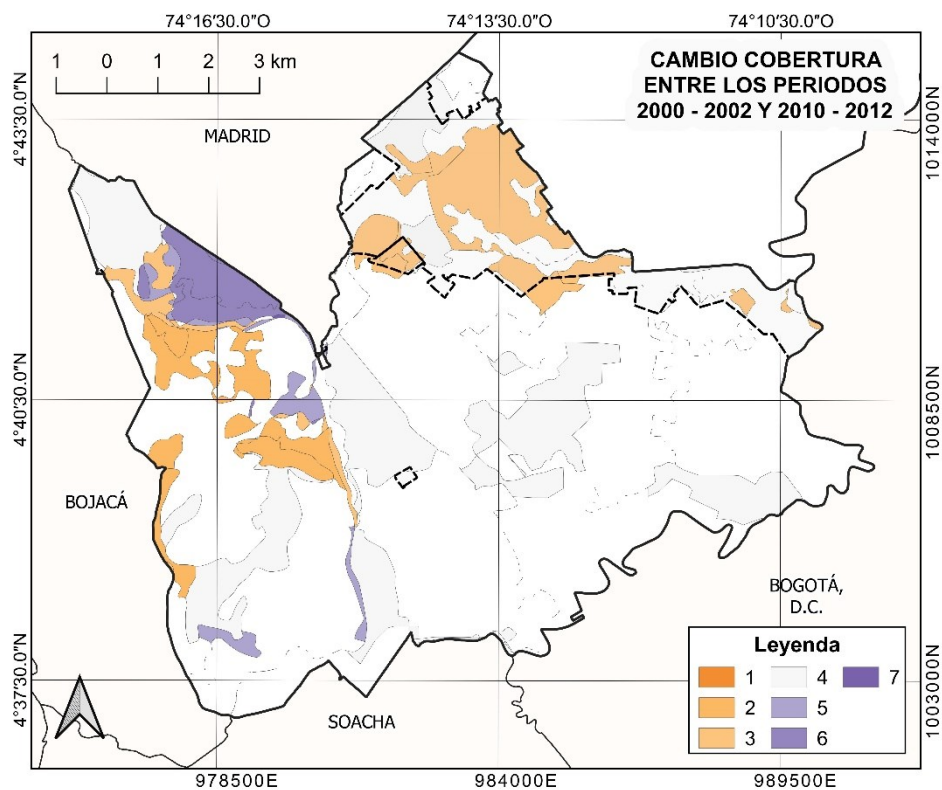 74°16′30.0″O 74°13′30.0″O 74°10′30.0″O
1 0 1 2 3 km
CAMBIO COBERTURA
ENTRE LOS PERIODOS
2000 - 2002 Y 2010 - 2012
4°43′30.0″N
1014000N
MADRID
4°40′30.0″N
1008500N
BOJACÁ
BOGOTÁ,
D.C.
Leyenda
1 4 7
2 5
3 6
4°37′30.0″N
1003000N
SOACHA
978500E 984000E 989500E